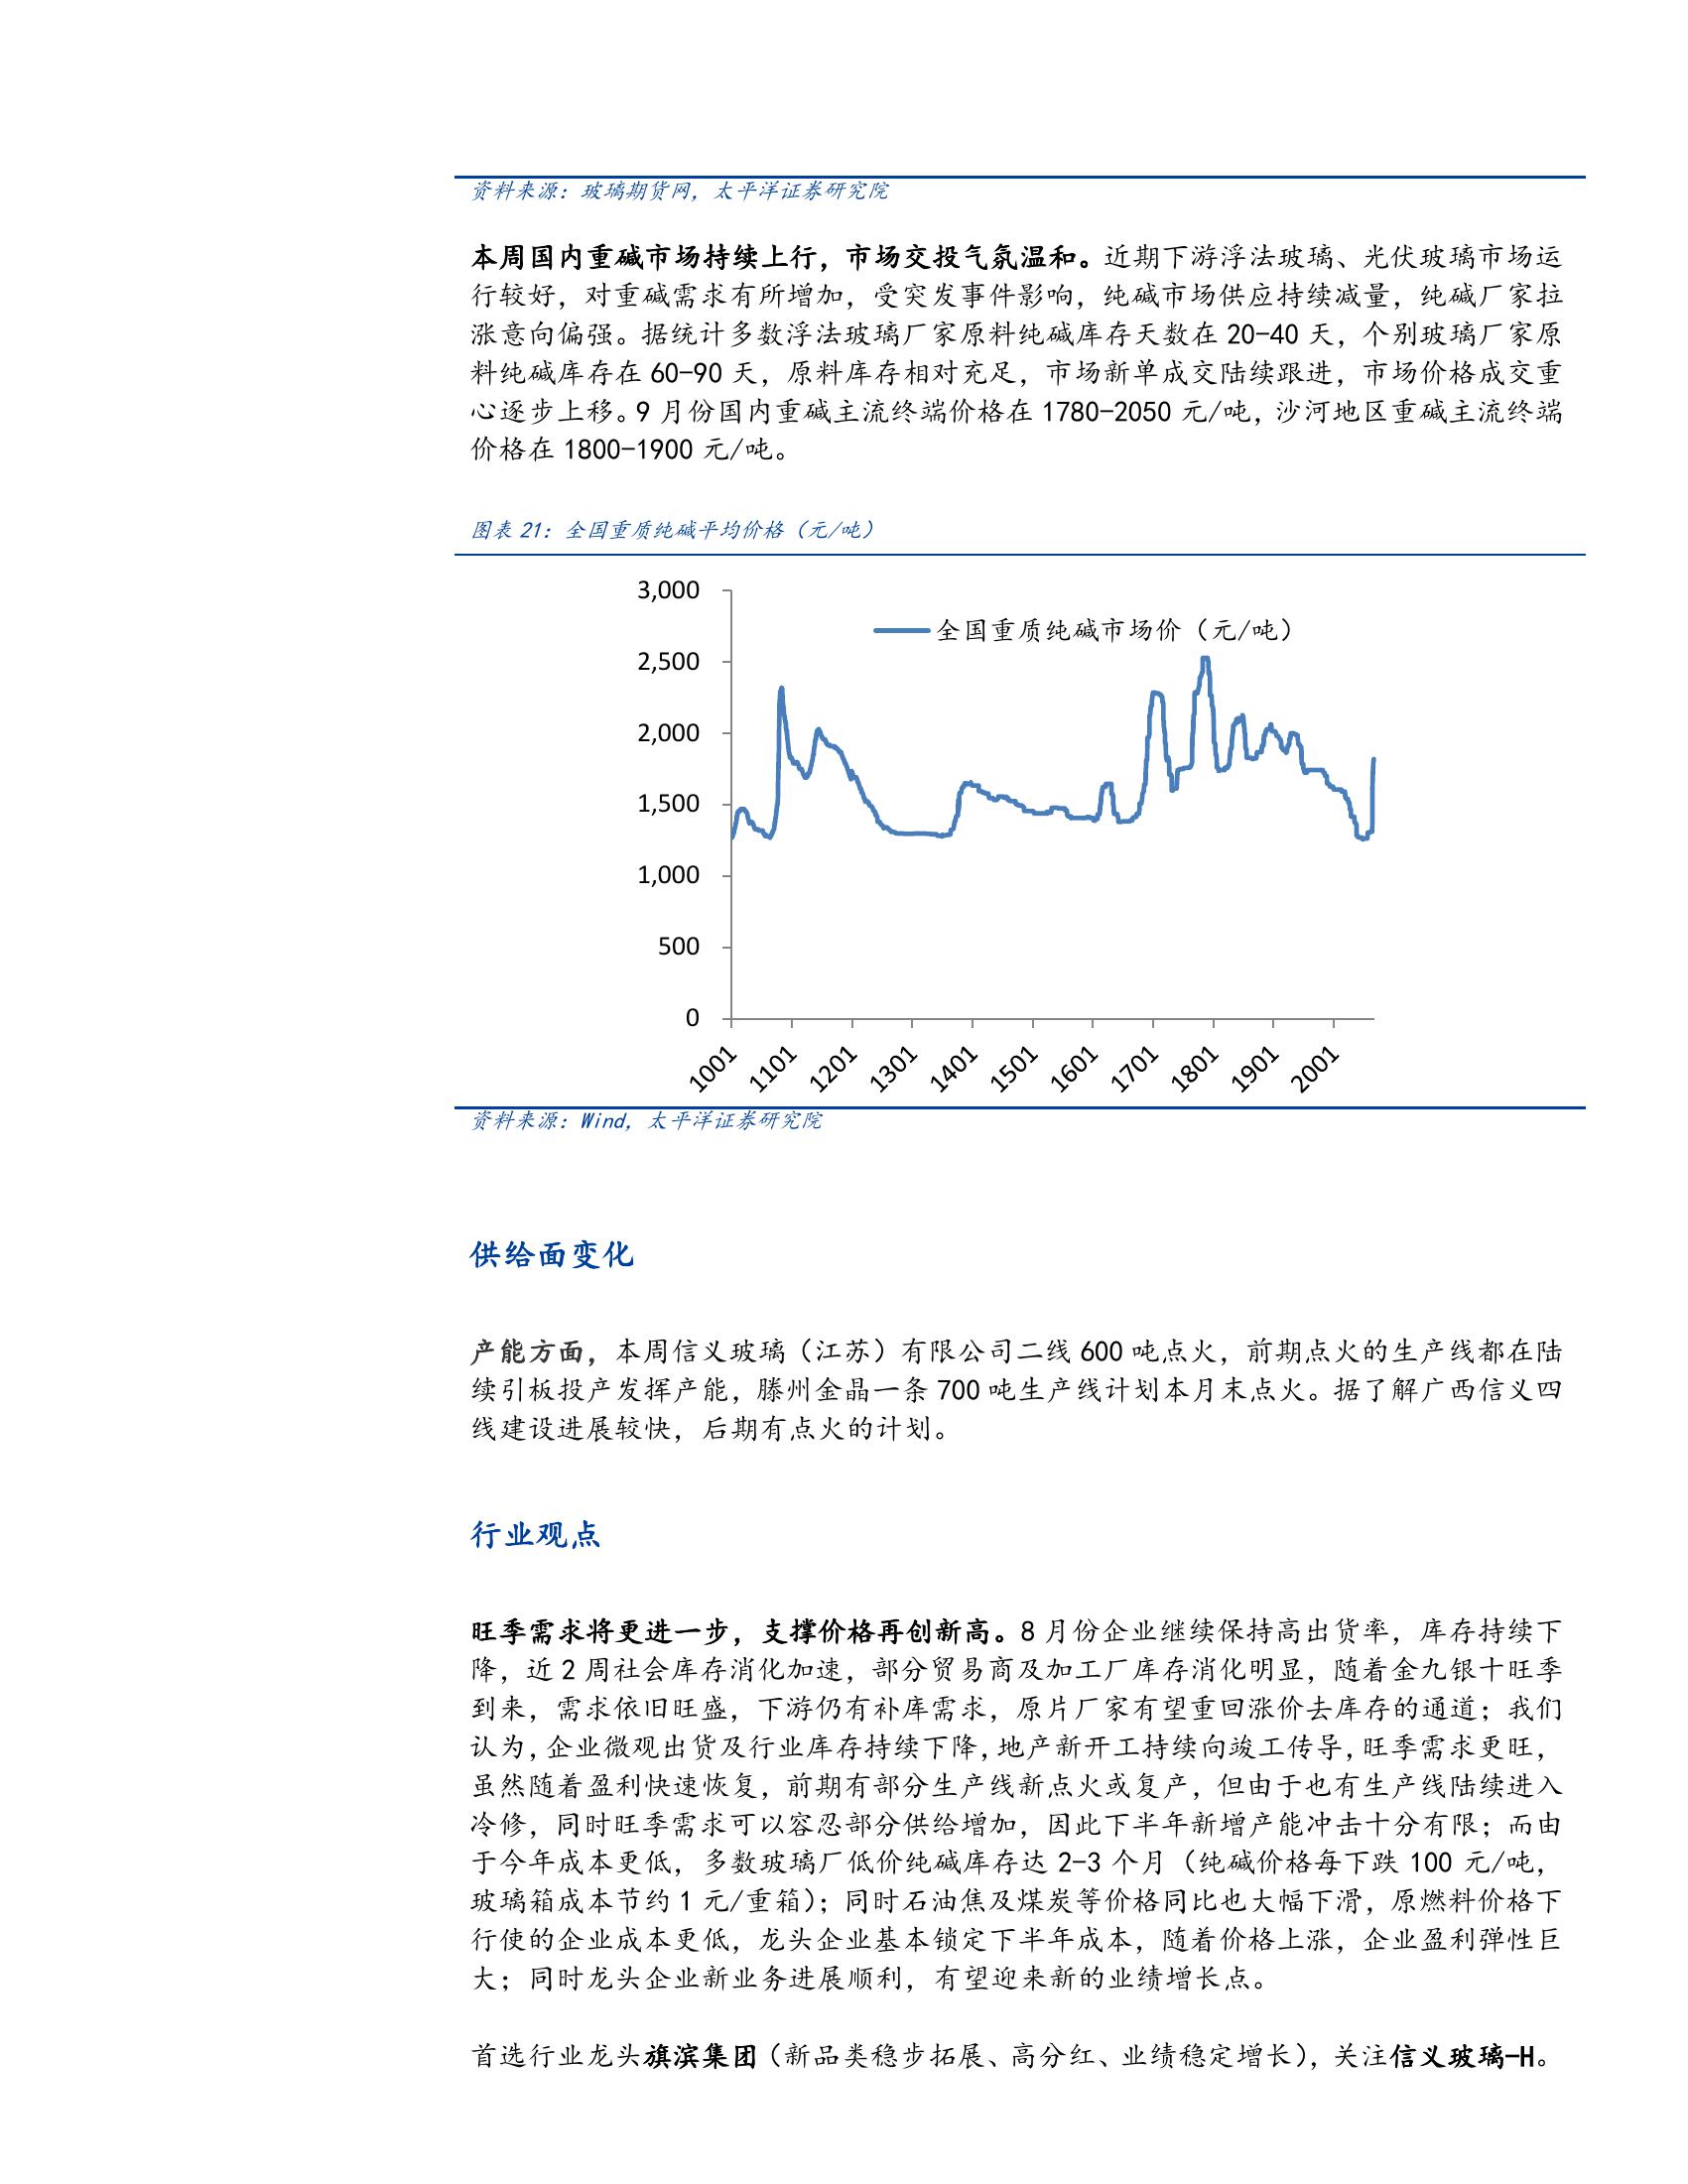 资料来源：玻璃期货网，太平洋证券研究院
本周国内重碱市场持续上行，市场交投气氛温和。近期下游浮法玻璃、光伏玻璃市场运
行较好，对重碱需求有所增加，受突发事件影响，纯碱市场供应持续减量，纯碱厂家拉
涨意向偏强。据统计多数浮法玻璃厂家原料纯碱库存天数在 20-40 天，个别玻璃厂家原
料纯碱库存在 60-90 天，原料库存相对充足，市场新单成交陆续跟进，市场价格成交重
心逐步上移。9 月份国内重碱主流终端价格在 1780-2050 元/吨，沙河地区重碱主流终端
价格在 1800-1900 元/吨。
图表 21：全国重质纯碱平均价格（元/吨）
3,000
全国重质纯碱市场价（元/吨）
2,500
2,000
1,500
1,000
500
0
1001 1101 1201 1301 1401 1501 1601 1701 1801 1901 2001
资料来源：Wind，太平洋证券研究院
供给面变化
产能方面，本周信义玻璃（江苏）有限公司二线 600 吨点火，前期点火的生产线都在陆
续引板投产发挥产能，滕州金晶一条 700 吨生产线计划本月末点火。据了解广西信义四
线建设进展较快，后期有点火的计划。
行业观点
旺季需求将更进一步，支撑价格再创新高。8 月份企业继续保持高出货率，库存持续下
降，近 2 周社会库存消化加速，部分贸易商及加工厂库存消化明显，随着金九银十旺季
到来，需求依旧旺盛，下游仍有补库需求，原片厂家有望重回涨价去库存的通道；我们
认为，企业微观出货及行业库存持续下降，地产新开工持续向竣工传导，旺季需求更旺，
虽然随着盈利快速恢复，前期有部分生产线新点火或复产，但由于也有生产线陆续进入
冷修，同时旺季需求可以容忍部分供给增加，因此下半年新增产能冲击十分有限；而由
于今年成本更低，多数玻璃厂低价纯碱库存达 2-3 个月（纯碱价格每下跌 100 元/吨，
玻璃箱成本节约 1 元/重箱）；同时石油焦及煤炭等价格同比也大幅下滑，原燃料价格下
行使的企业成本更低，龙头企业基本锁定下半年成本，随着价格上涨，企业盈利弹性巨
大；同时龙头企业新业务进展顺利，有望迎来新的业绩增长点。
首选行业龙头旗滨集团（新品类稳步拓展、高分红、业绩稳定增长），关注信义玻璃-H。